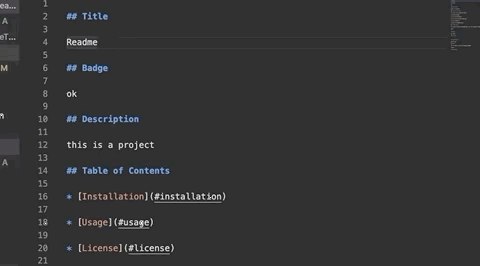 ea...
1
A
2 ## Title
3
eT...
4 Readme
5
M
6 ## Badge
7
8 ok
9
10 ## Description
11
12 this is a project
13
A
14 ## Table of Contents
15
16 * [Installation](#installation)
17
18 * [Usage](#usage)
19
20 * [License](#license)
21